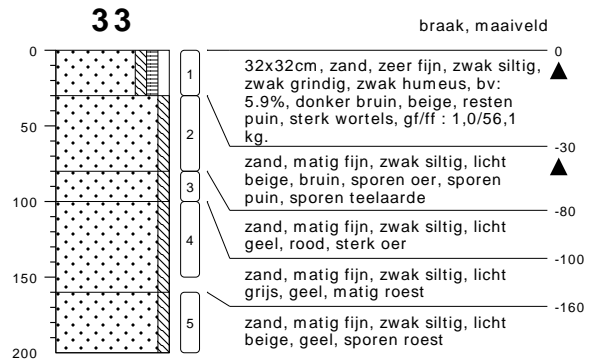 33
braak, maaiveld
0
50
100
150
200
1
2
3
4
5
0
32x32cm, zand, zeer fijn, zwak siltig,
zwak grindig, zwak humeus, bv:
5.9%, donker bruin, beige, resten
puin, sterk wortels, gf/ff : 1,0/56,1
kg.
-30
zand, matig fijn, zwak siltig, licht
beige, bruin, sporen oer, sporen
puin, sporen teelaarde
-80
zand, matig fijn, zwak siltig, licht
geel, rood, sterk oer
-100
zand, matig fijn, zwak siltig, licht
grijs, geel, matig roest
-160
zand, matig fijn, zwak siltig, licht
beige, geel, sporen roest